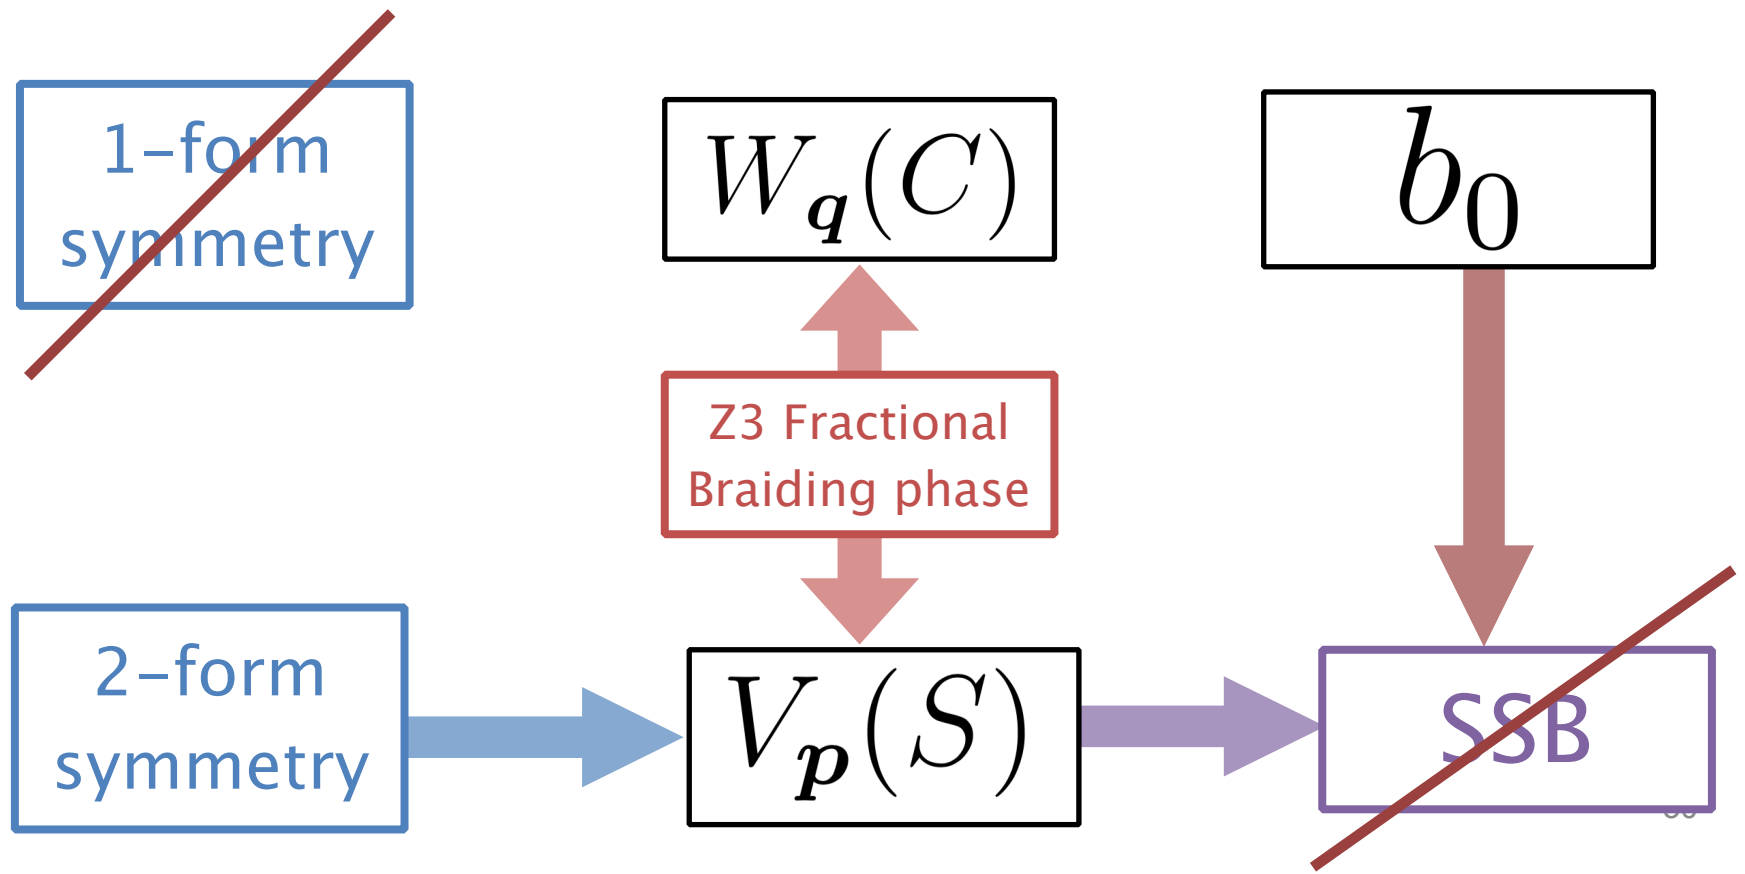 1-form
symmetry
W_q(C)
b_0
Z3 Fractional
Braiding phase
2-form
symmetry
V_p(S)
SSB